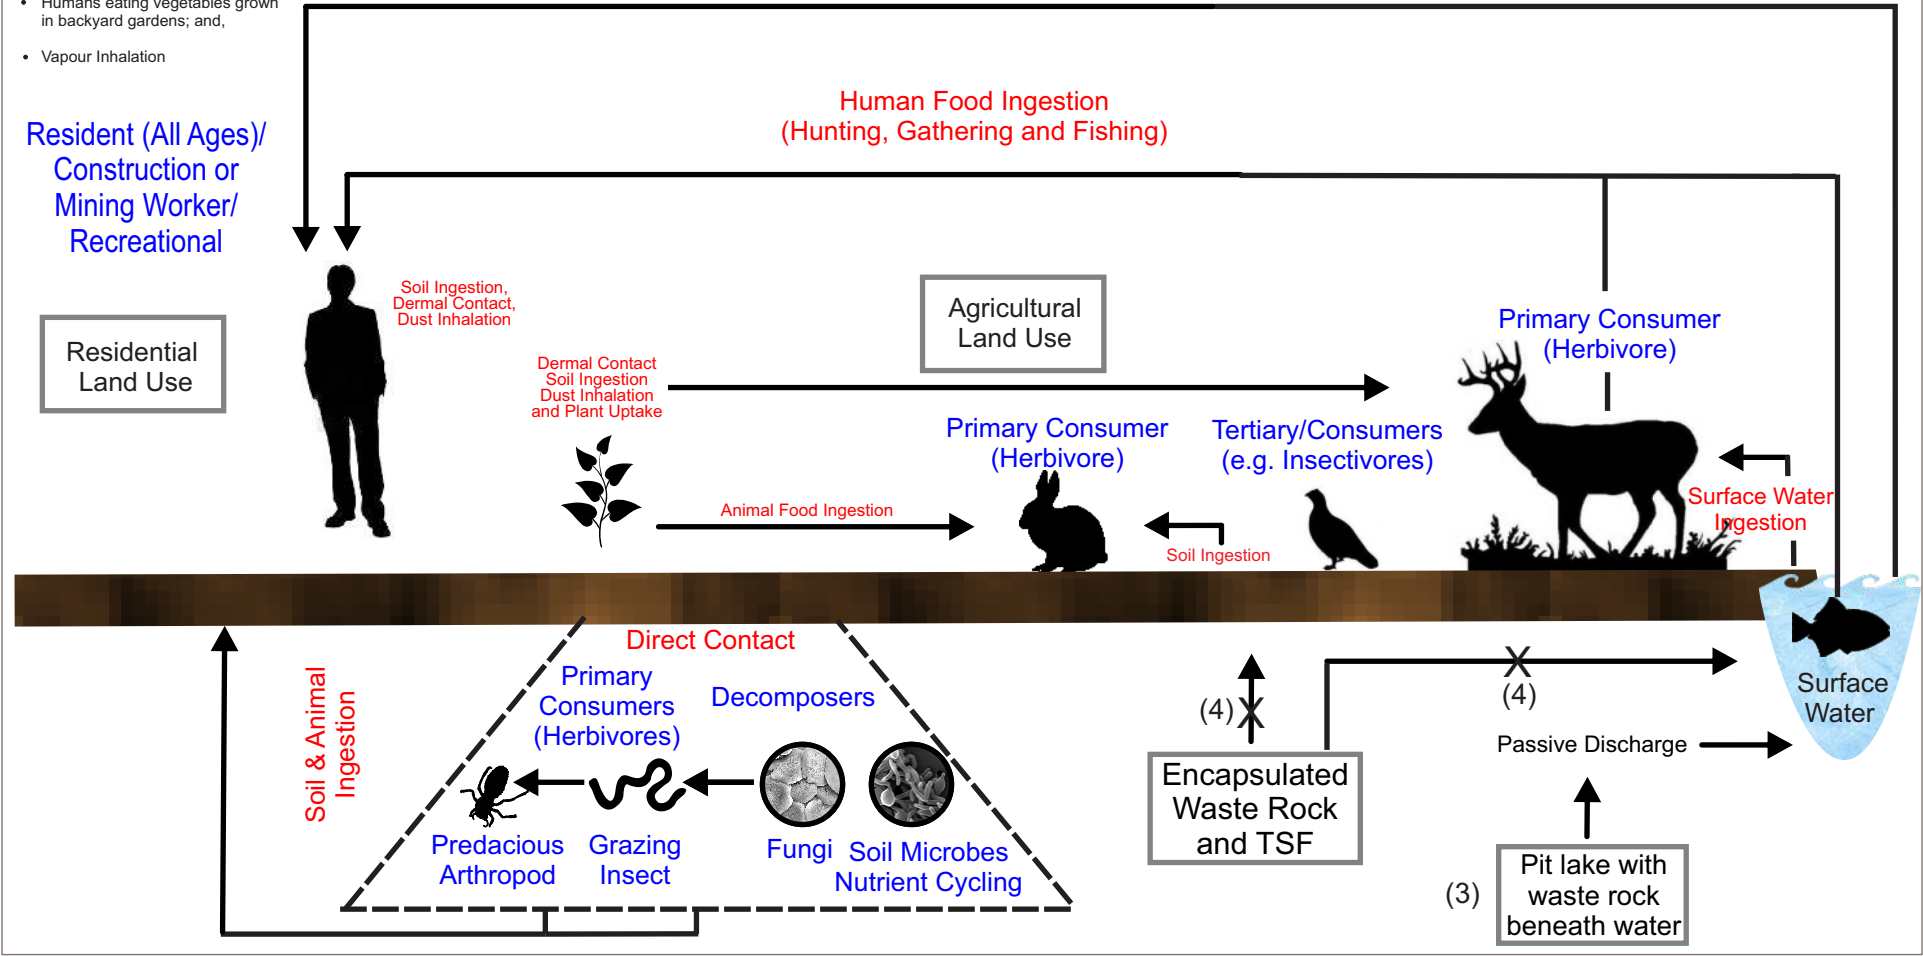 • Humans eating vegetables grown
in backyard gardens; and,
• Vapour Inhalation
Human Food Ingestion
(Hunting, Gathering and Fishing)
Resident (All Ages)/
Construction or
Mining Worker/
Recreational
Soil Ingestion,
Dermal Contact,
Dust Inhalation
Residential
Land Use
Agricultural
Land Use
Primary Consumer
(Herbivore)
Dermal Contact
Soil Ingestion
Dust Inhalation
and Plant Uptake
Primary Consumer
(Herbivore)
Tertiary/Consumers
(e.g. Insectivores)
Animal Food Ingestion
Soil Ingestion
Surface Water
Ingestion
Direct Contact
Soil & Animal
Ingestion
Primary
Consumers
(Herbivores)
Decomposers
Predacious
Arthropod
Grazing
Insect
Fungi
Soil Microbes
Nutrient Cycling
(4)
X
X
(4)
Encapsulated
Waste Rock
and TSF
Surface
Water
Passive Discharge
(3)
Pit lake with
waste rock
beneath water